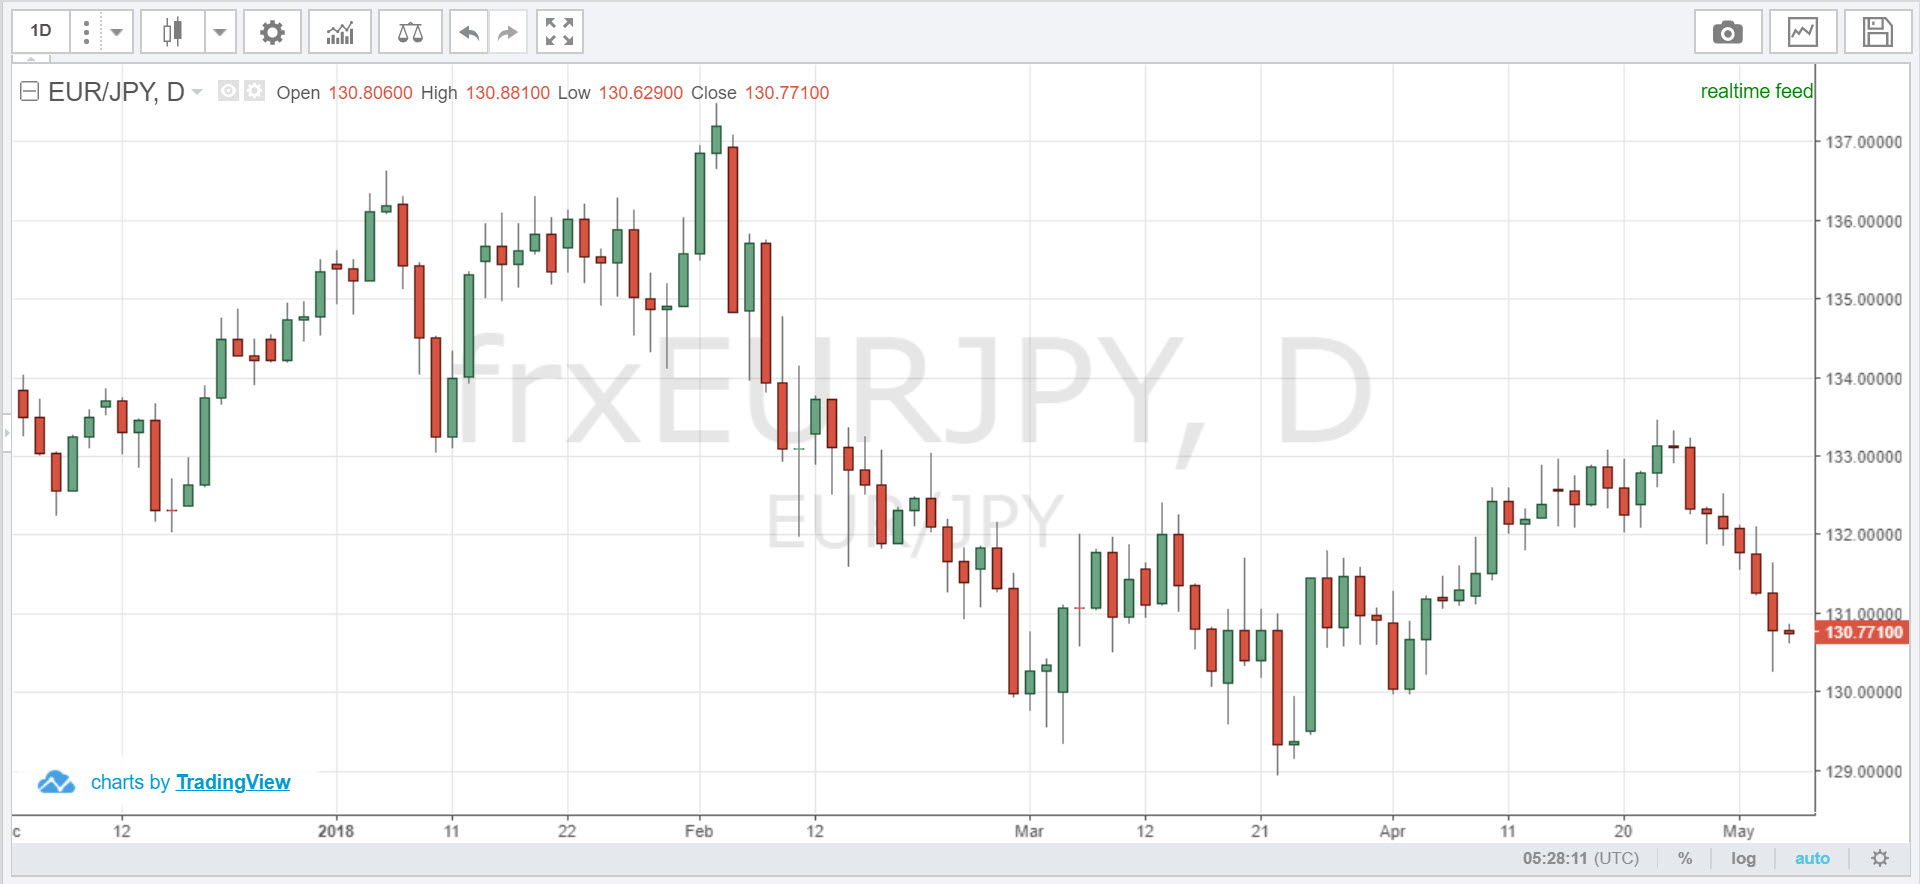 1D
EUR/JPY, D Open 130.80600 High 130.88100 Low 130.62900 Close 130.77100
realtime feed
137.00000
136.00000
135.00000
134.00000
133.00000
132.00000
131.00000
130.77100
130.00000
129.00000
frxEURJPY, D
EUR/JPY
charts by TradingView
c 12 2018 11 22 Feb 12 Mar 12 21 Apr 11 20 May
05:28:11 (UTC) % log auto